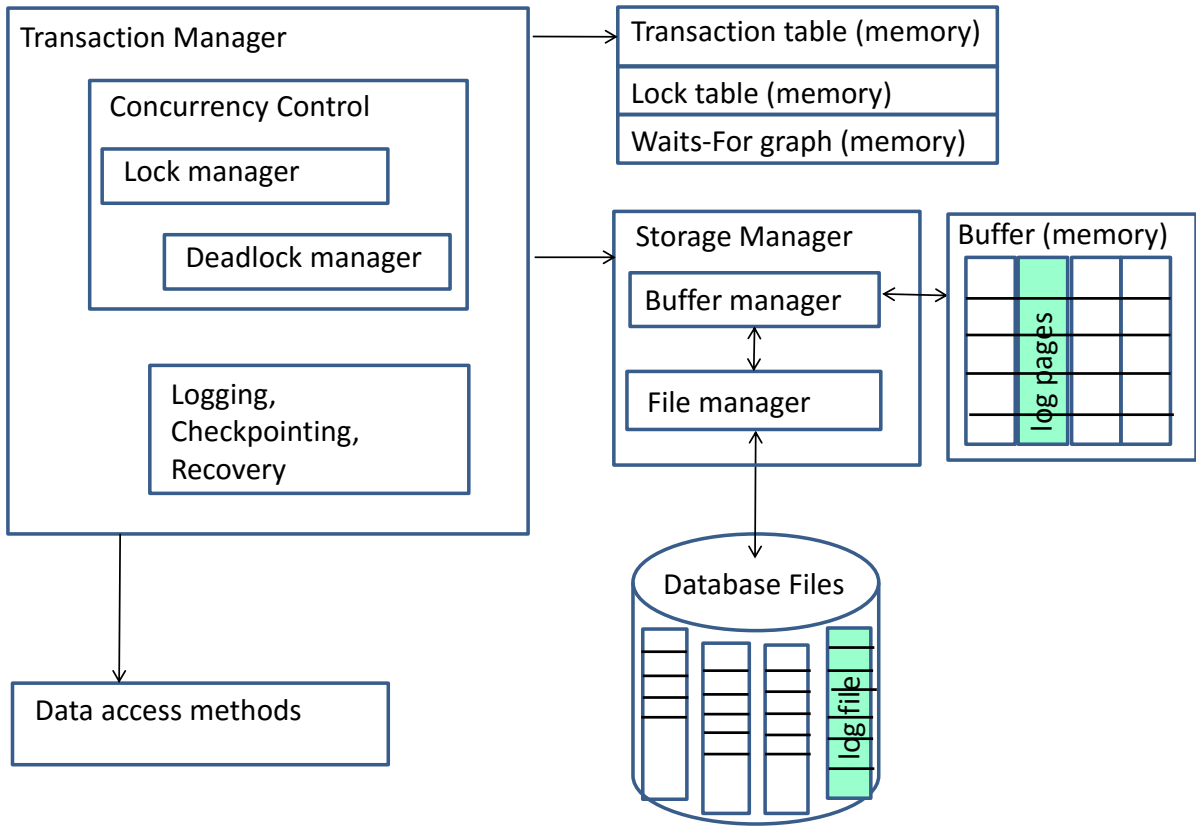 Transaction Manager
Concurrency Control
Lock manager
Deadlock manager
Logging,
Checkpointing,
Recovery
Data access methods
Transaction table (memory)
Lock table (memory)
Waits-For graph (memory)
Storage Manager
Buffer manager
File manager
Buffer (memory)
log pages
Database Files
log file